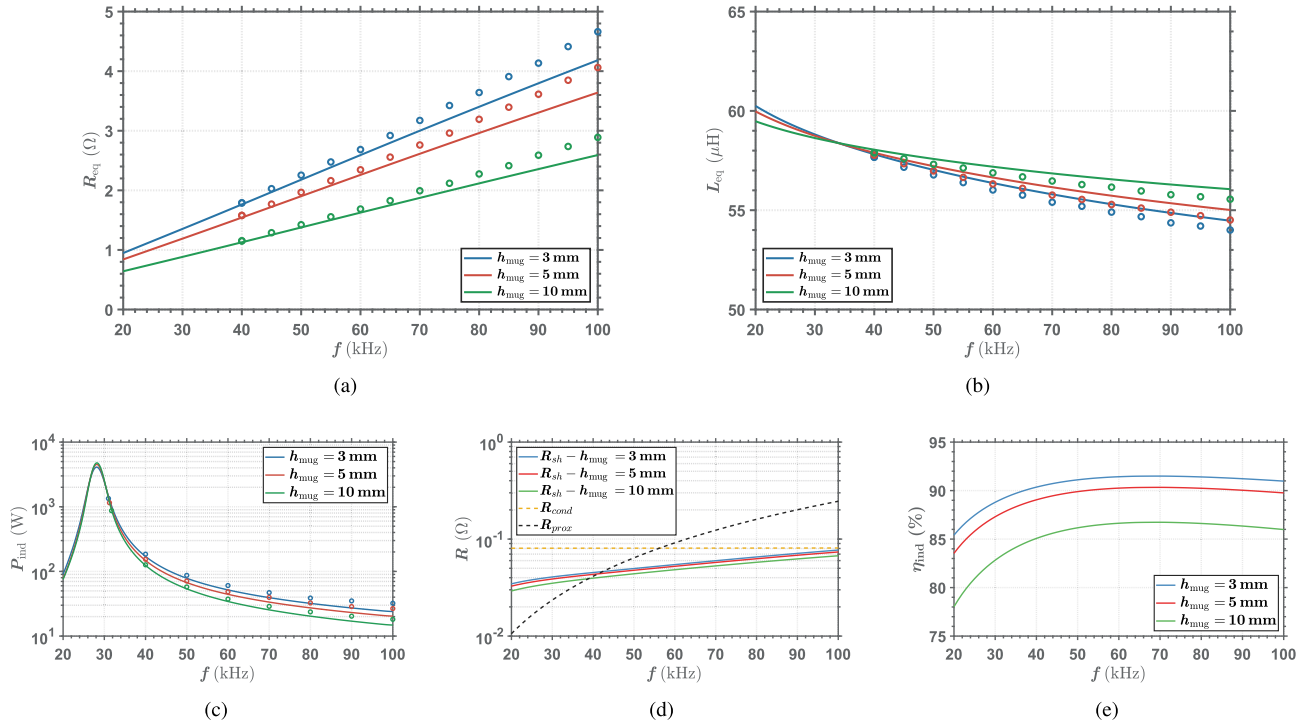 5
4
3
2
1
0
R_eq (Ω)
20 30 40 50 60 70 80 90 100
f (kHz)
h_mug = 3 mm
h_mug = 5 mm
h_mug = 10 mm
(a)
65
60
55
50
L_eq (μH)
20 30 40 50 60 70 80 90 100
f (kHz)
h_mug = 3 mm
h_mug = 5 mm
h_mug = 10 mm
(b)
10^4
10^3
10^2
10^1
P_ind (W)
20 30 40 50 60 70 80 90 100
f (kHz)
h_mug = 3 mm
h_mug = 5 mm
h_mug = 10 mm
(c)
10^0
10^-1
10^-2
R (Ω)
20 40 60 80 100
f (kHz)
R_sh − h_mug = 3 mm
R_sh − h_mug = 5 mm
R_sh − h_mug = 10 mm
R_cond
R_prox
(d)
95
90
85
80
75
η_ind (%)
20 30 40 50 60 70 80 90 100
f (kHz)
h_mug = 3 mm
h_mug = 5 mm
h_mug = 10 mm
(e)